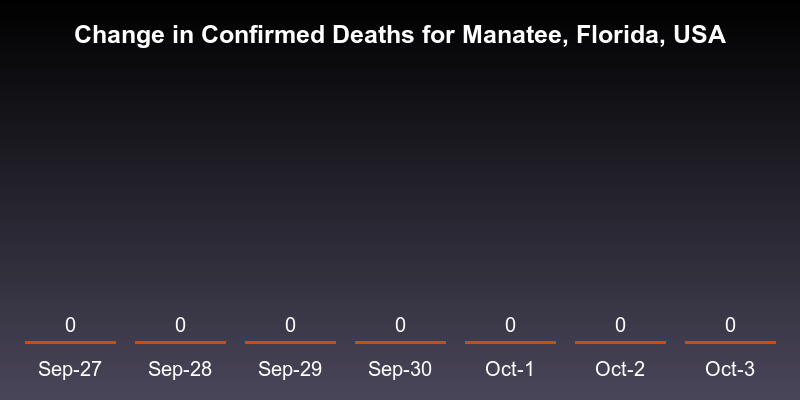 Change in Confirmed Deaths for Manatee, Florida, USA
0 0 0 0 0 0 0
Sep-27 Sep-28 Sep-29 Sep-30 Oct-1 Oct-2 Oct-3